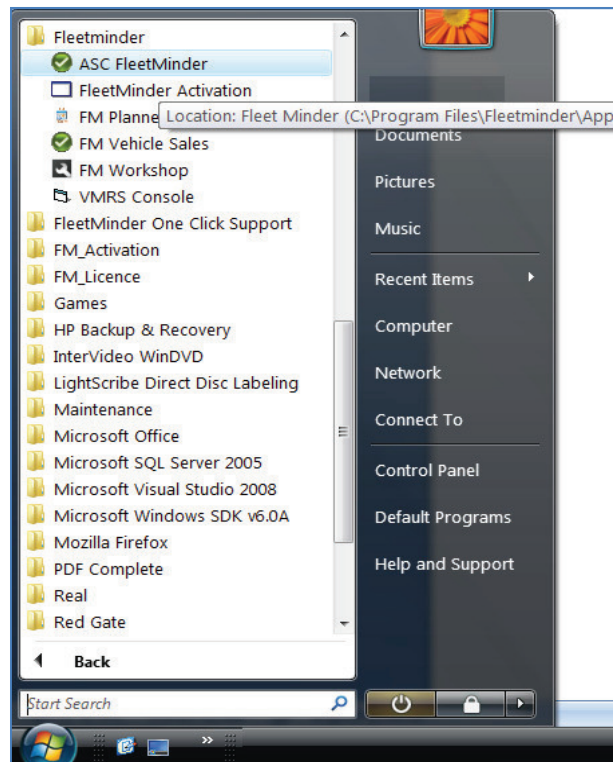 Fleetminder
ASC FleetMinder
FleetMinder Activation
FM Planne
Location: Fleet Minder (C:\Program Files\Fleetminder\App
FM Vehicle Sales
FM Workshop
VMRS Console
FleetMinder One Click Support
FM_Activation
FM_Licence
Games
HP Backup & Recovery
InterVideo WinDVD
LightScribe Direct Disc Labeling
Maintenance
Microsoft Office
Microsoft SQL Server 2005
Microsoft Visual Studio 2008
Microsoft Windows SDK v6.0A
Mozilla Firefox
PDF Complete
Real
Red Gate
Back
Start Search
Documents
Pictures
Music
Recent Items
Computer
Network
Connect To
Control Panel
Default Programs
Help and Support